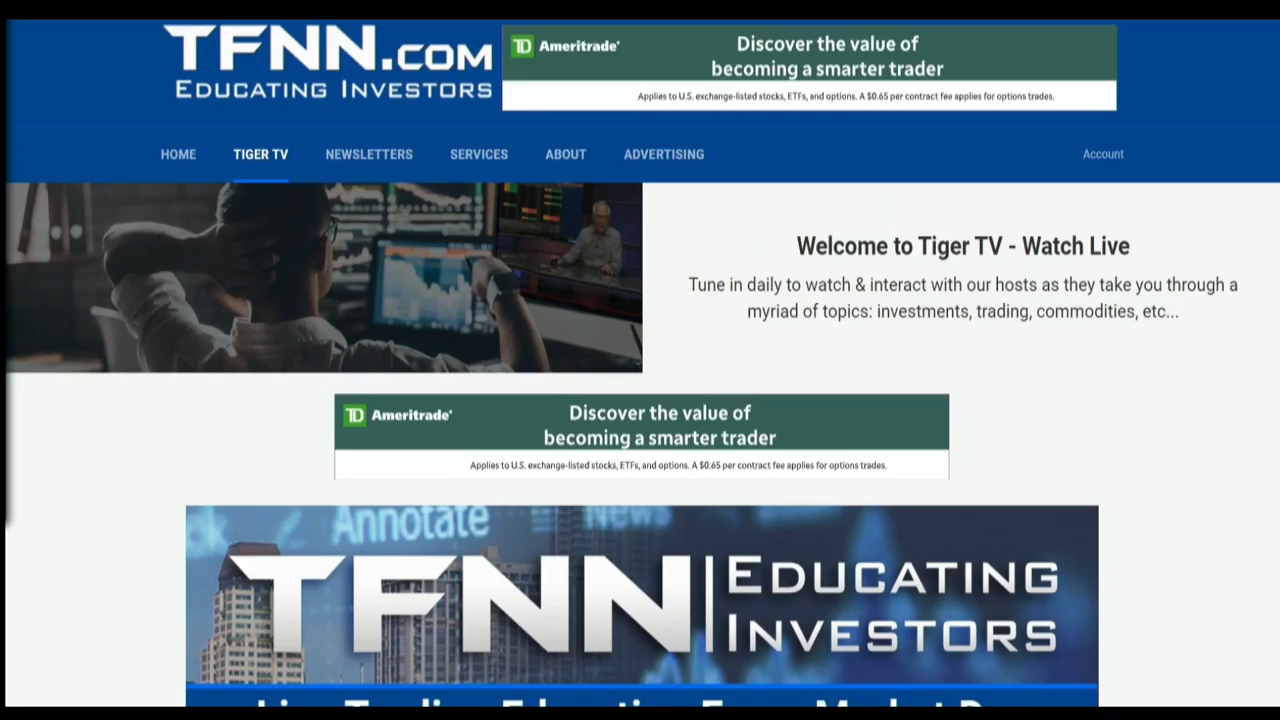 TFNN.COM
EDUCATING INVESTORS
TD Ameritrade
Discover the value of
becoming a smarter trader
Applies to U.S. exchange-listed stocks, ETFs, and options. A $0.65 per contract fee applies for options trades.
HOME TIGER TV NEWSLETTERS SERVICES ABOUT ADVERTISING Account
Welcome to Tiger TV - Watch Live
Tune in daily to watch & interact with our hosts as they take you through a
myriad of topics: investments, trading, commodities, etc...
TD Ameritrade
Discover the value of
becoming a smarter trader
Applies to U.S. exchange-listed stocks, ETFs, and options. A $0.65 per contract fee applies for options trades.
Annotate News
TFNN
EDUCATING
INVESTORS